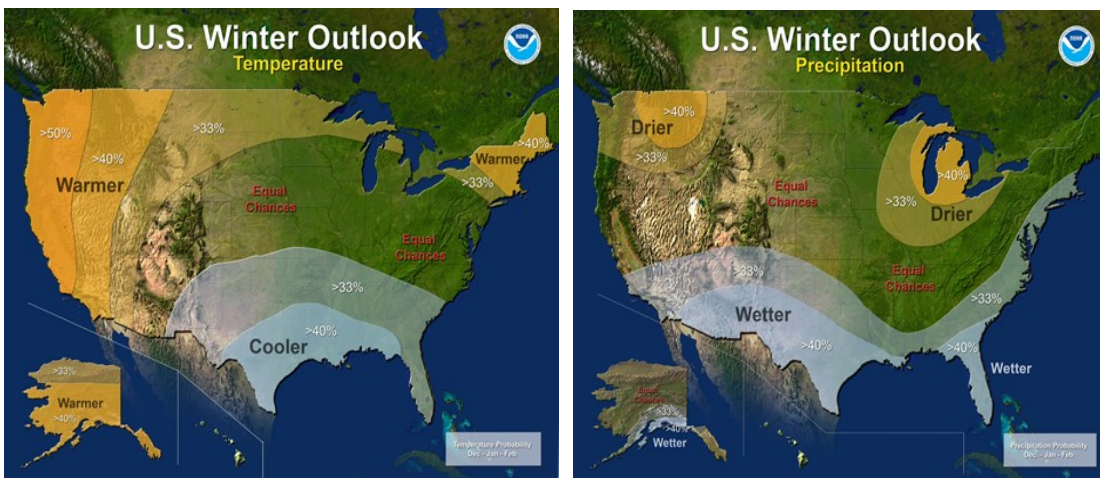 U.S. Winter Outlook
Temperature
NOAA
>50%
>40%
>33%
Warmer
>40%
Warmer
>33%
Equal
Chances
Equal
Chances
>33%
>40%
Cooler
>33%
Warmer
>40%
Temperature Probability
Dec - Jan - Feb
U.S. Winter Outlook
Precipitation
NOAA
>40%
Drier
>33%
>40%
>33%
Drier
Equal
Chances
Equal
Chances
>33%
Wetter
>40%
>33%
>40%
Wetter
Equal
Chances
>33%
>40%
Wetter
Precipitation Probability
Dec - Jan - Feb